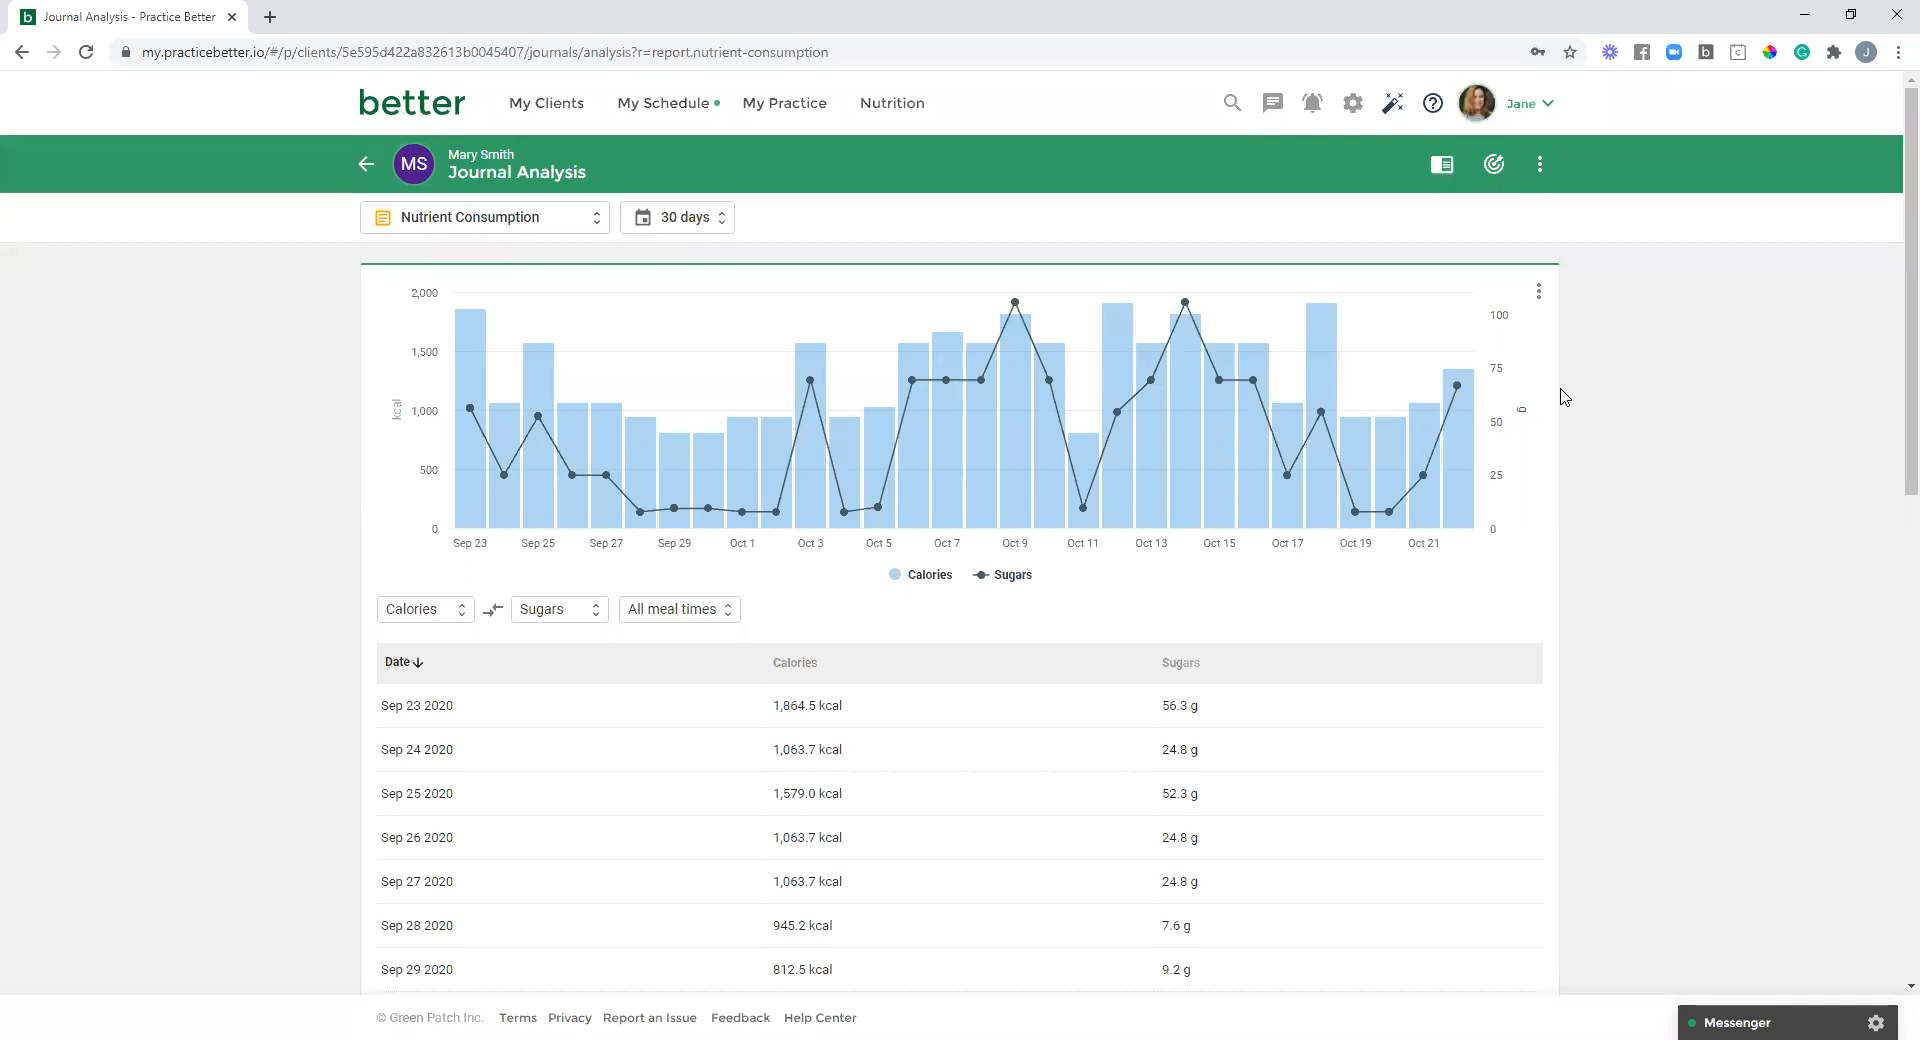 Journal Analysis - Practice Better
my.practicebetter.io/#/p/clients/5e595d422a832613b0045407/journals/analysis?r=report.nutrient-consumption
better My Clients My Schedule My Practice Nutrition Jane
MS Mary Smith
Journal Analysis
Nutrient Consumption 30 days
2,000
100
1,500
75
kcal 1,000 g
50
500 25
0 0
Sep 23 Sep 25 Sep 27 Sep 29 Oct 1 Oct 3 Oct 5 Oct 7 Oct 9 Oct 11 Oct 13 Oct 15 Oct 17 Oct 19 Oct 21
Calories Sugars
Calories Sugars All meal times
Date Calories Sugars
Sep 23 2020 1,864.5 kcal 56.3 g
Sep 24 2020 1,063.7 kcal 24.8 g
Sep 25 2020 1,579.0 kcal 52.3 g
Sep 26 2020 1,063.7 kcal 24.8 g
Sep 27 2020 1,063.7 kcal 24.8 g
Sep 28 2020 945.2 kcal 7.6 g
Sep 29 2020 812.5 kcal 9.2 g
© Green Patch Inc. Terms Privacy Report an Issue Feedback Help Center
Messenger